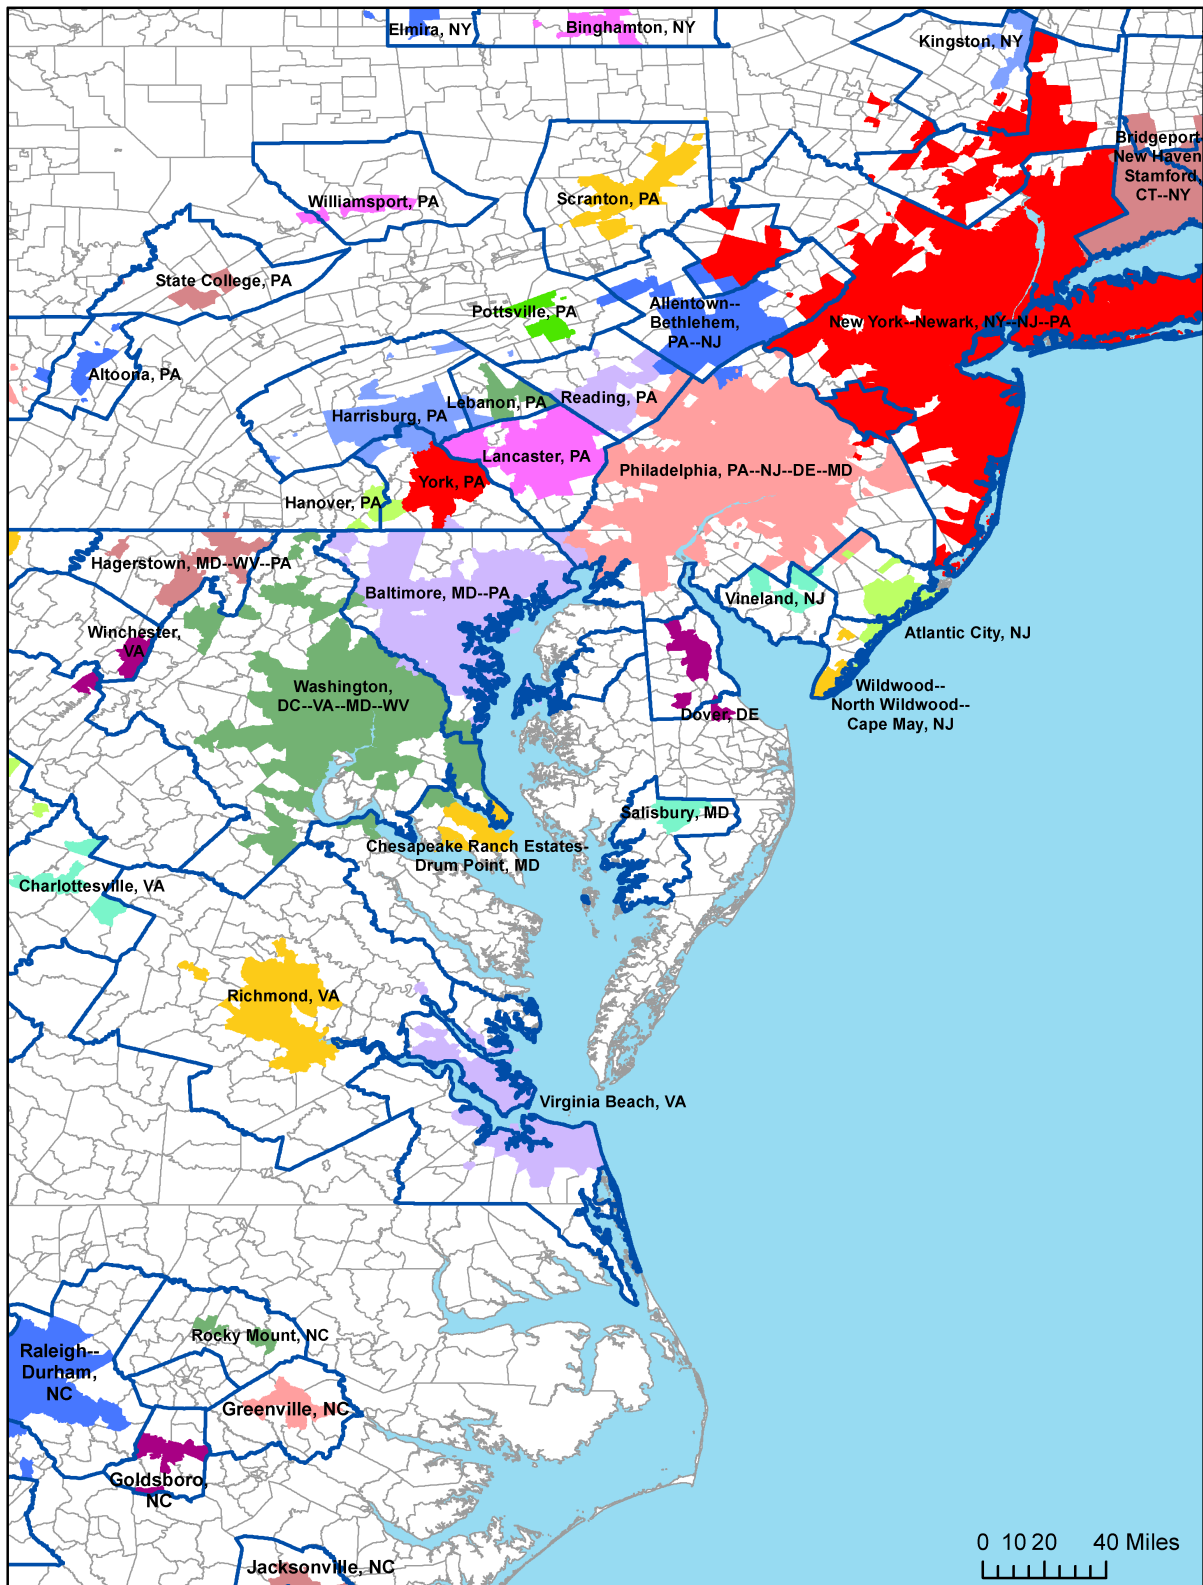 Elmira, NY
Binghamton, NY
Kingston, NY
Bridgeport-
New Haven-
Stamford,
CT--NY
Williamsport, PA
Scranton, PA
State College, PA
Pottsville, PA
Allentown--
Bethlehem,
PA--NJ
New York--Newark, NY--NJ--PA
Altoona, PA
Harrisburg, PA
Lebanon, PA
Reading, PA
Lancaster, PA
Philadelphia, PA--NJ--DE--MD
York, PA
Hanover, PA
Hagerstown, MD--WV--PA
Baltimore, MD--PA
Vineland, NJ
Atlantic City, NJ
Winchester,
VA
Washington,
DC--VA--MD--WV
Dover, DE
Wildwood--
North Wildwood--
Cape May, NJ
Salisbury, MD
Chesapeake Ranch Estates-
Drum Point, MD
Charlottesville, VA
Richmond, VA
Virginia Beach, VA
Rocky Mount, NC
Raleigh--
Durham,
NC
Greenville, NC
Goldsboro,
NC
Jacksonville, NC
0 10 20 40 Miles